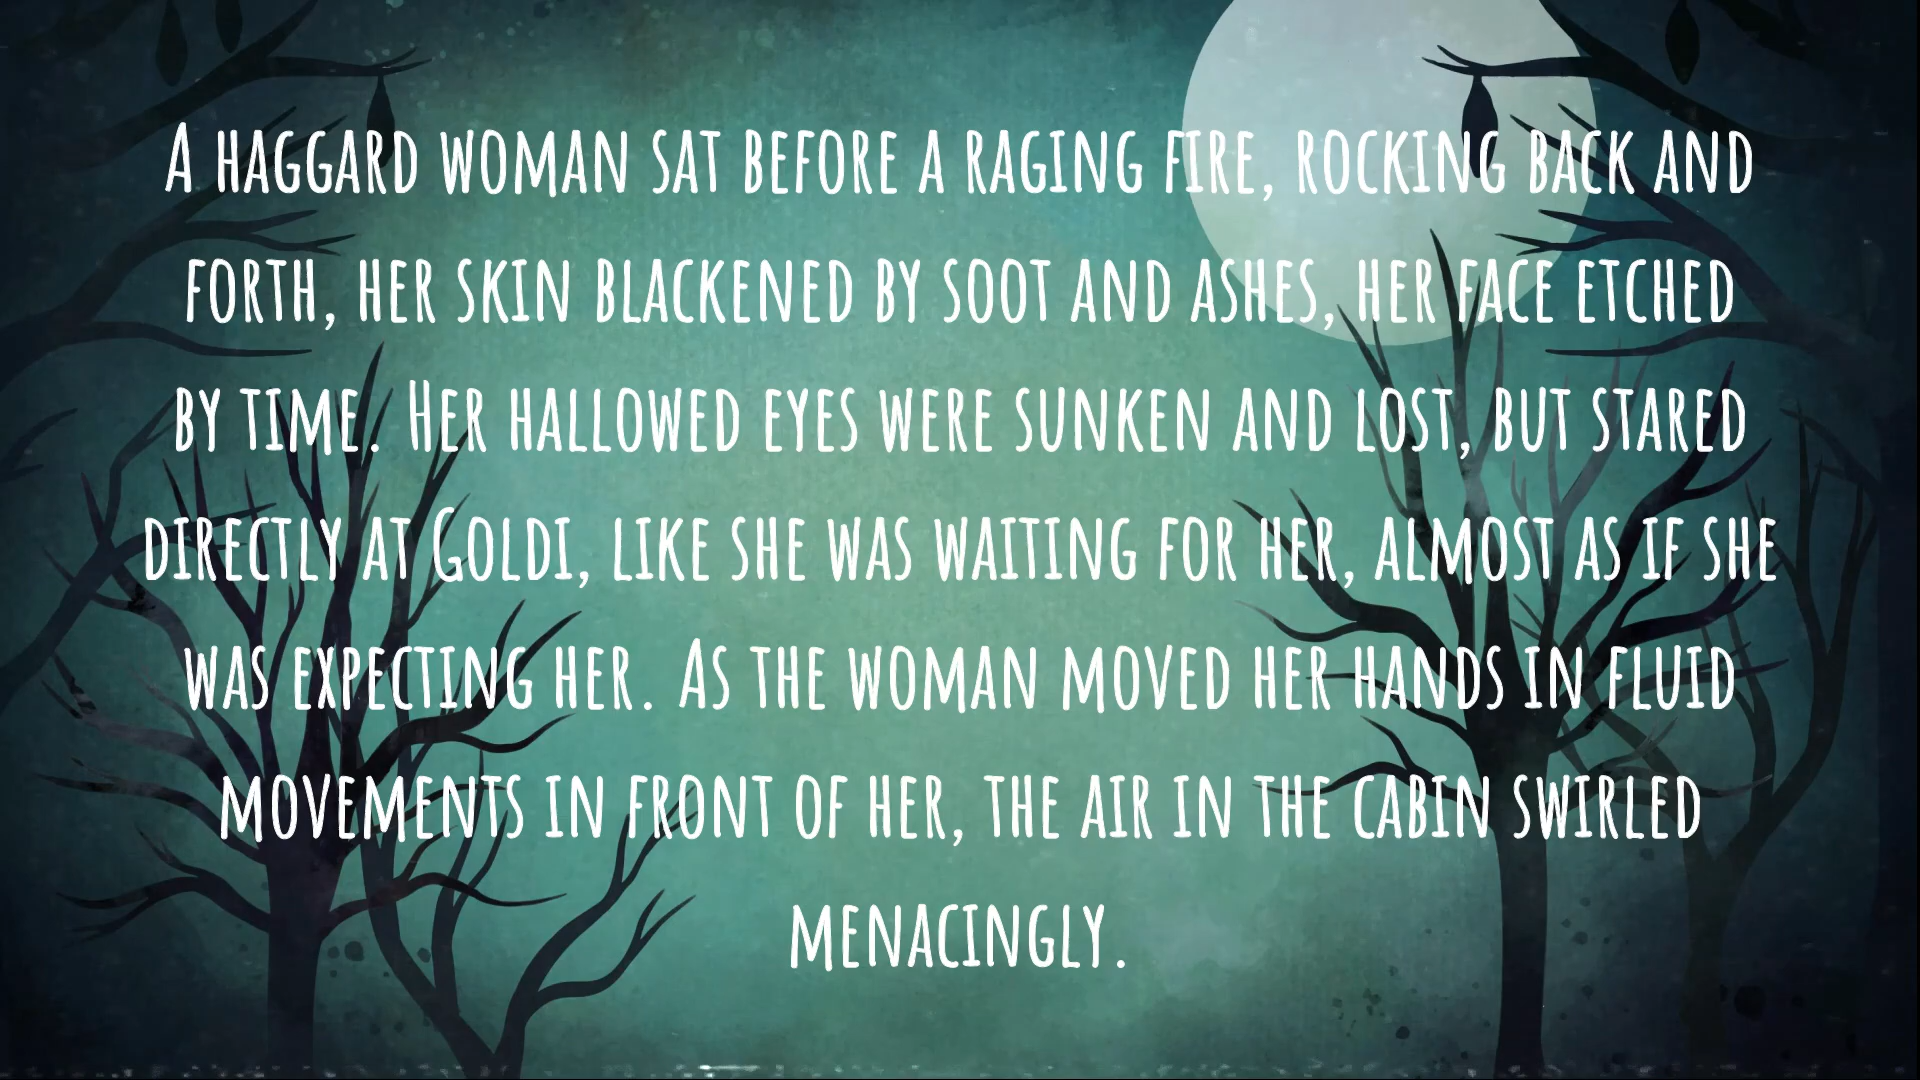 A haggard woman sat before a raging fire, rocking back and
forth, her skin blackened by soot and ashes, her face etched
by time. Her hallowed eyes were sunken and lost, but stared
directly at Goldi, like she was waiting for her, almost as if she
was expecting her. As the woman moved her hands in fluid
movements in front of her, the air in the cabin swirled
menacingly.